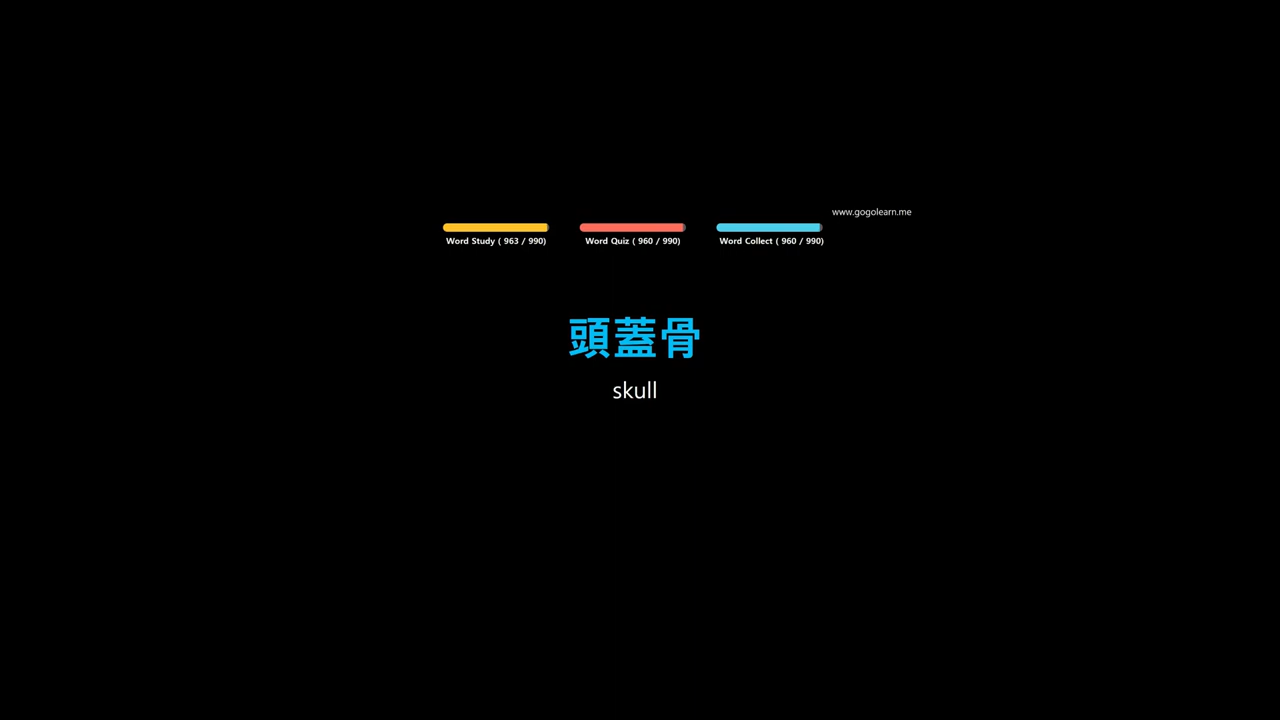 www.gogolearn.me
Word Study ( 963 / 990)
Word Quiz ( 960 / 990)
Word Collect ( 960 / 990)
頭蓋骨
skull